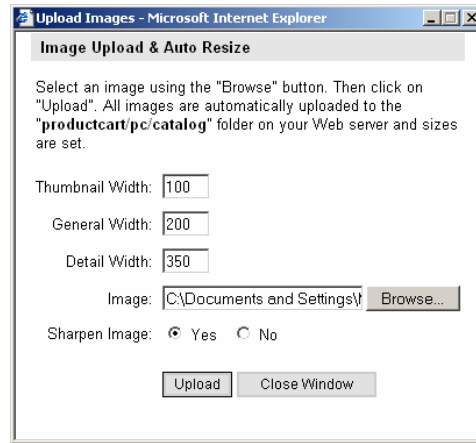 Upload Images - Microsoft Internet Explorer
Image Upload & Auto Resize
Select an image using the "Browse" button. Then click on
"Upload". All images are automatically uploaded to the
"productcart/pc/catalog" folder on your Web server and sizes
are set.
Thumbnail Width: 100
General Width: 200
Detail Width: 350
Image: C:\Documents and Settings\ Browse...
Sharpen Image: Yes No
Upload Close Window